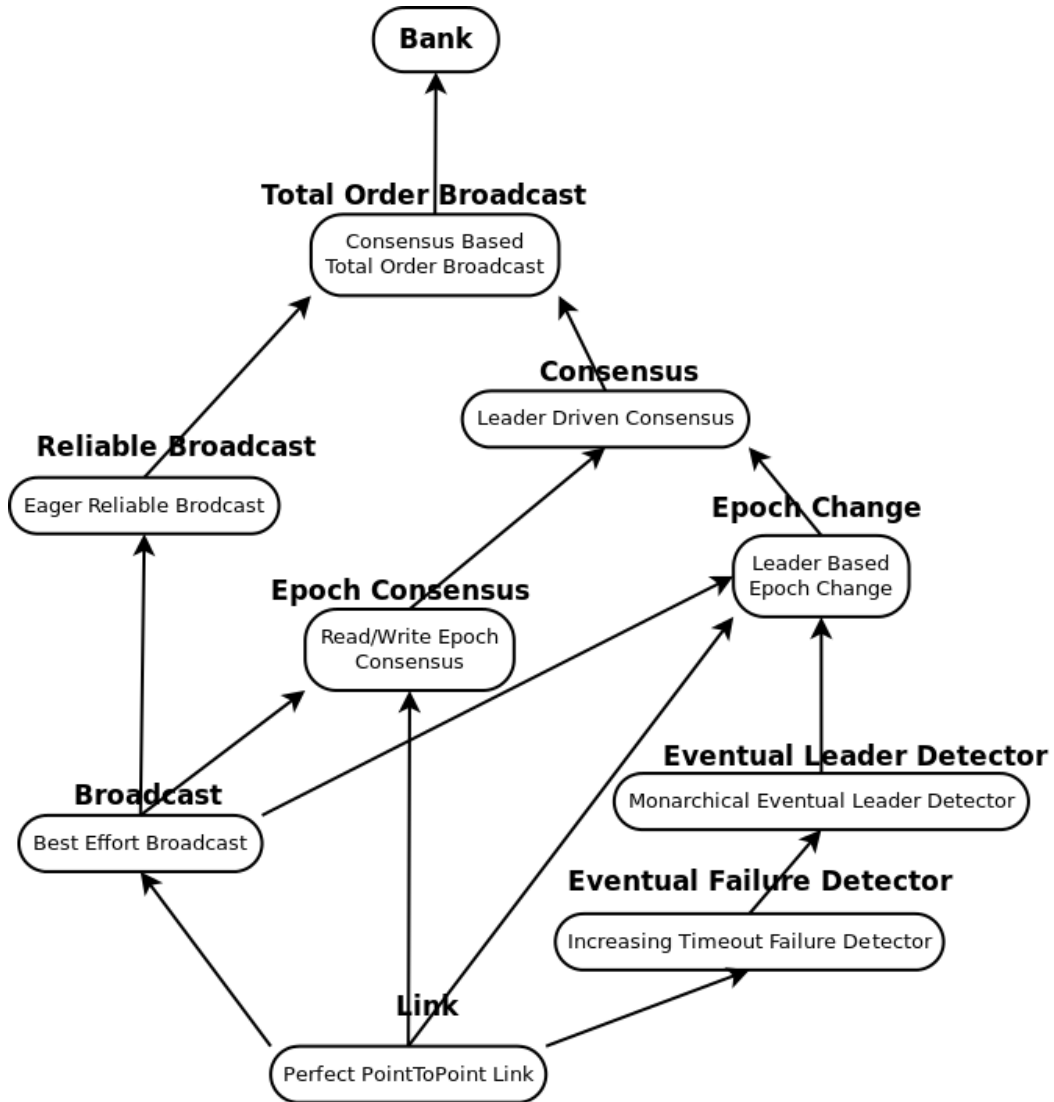 Bank
Total Order Broadcast
Consensus Based
Total Order Broadcast
Consensus
Leader Driven Consensus
Reliable Broadcast
Eager Reliable Brodcast
Epoch Change
Leader Based
Epoch Change
Epoch Consensus
Read/Write Epoch
Consensus
Eventual Leader Detector
Monarchical Eventual Leader Detector
Broadcast
Best Effort Broadcast
Eventual Failure Detector
Increasing Timeout Failure Detector
Link
Perfect PointToPoint Link